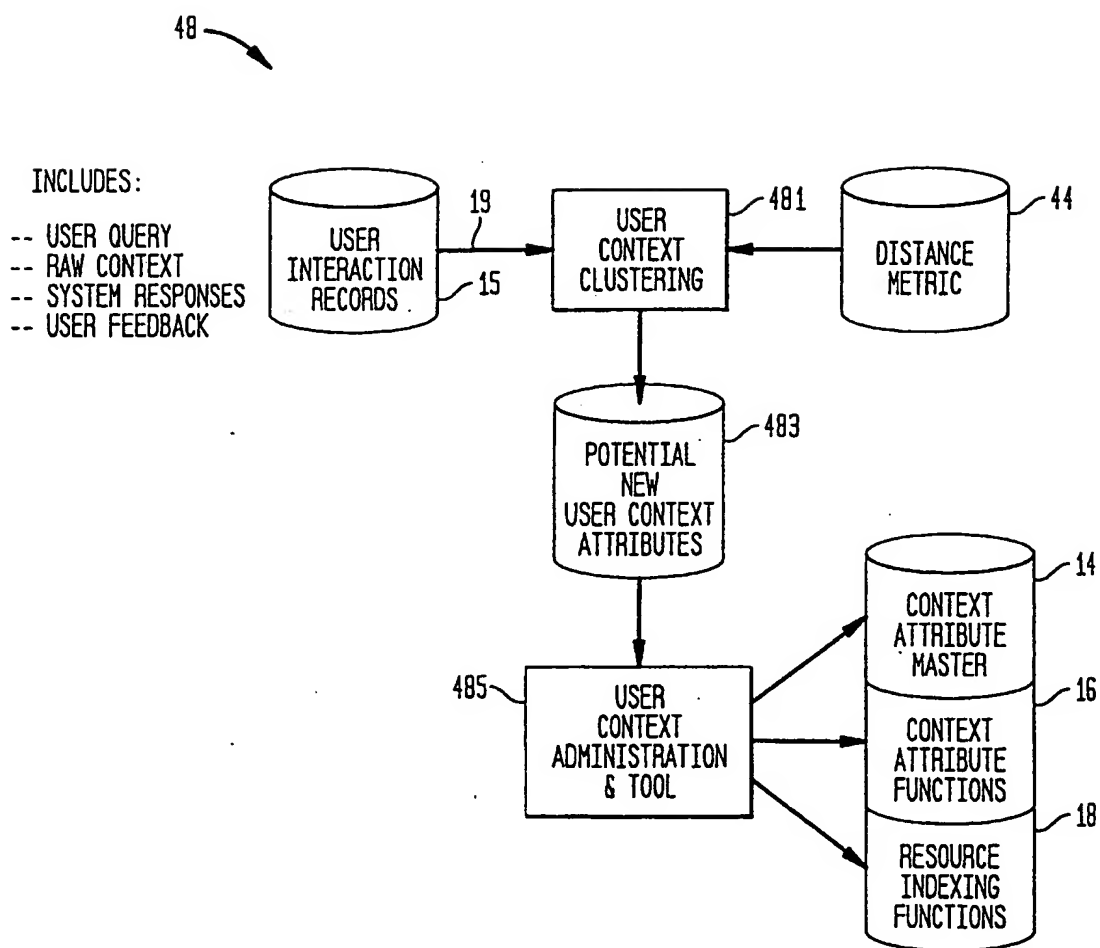 48
INCLUDES:
-- USER QUERY
-- RAW CONTEXT
-- SYSTEM RESPONSES
-- USER FEEDBACK
USER
INTERACTION
RECORDS
15
19
USER
CONTEXT
CLUSTERING
481
DISTANCE
METRIC
44
POTENTIAL
NEW
USER CONTEXT
ATTRIBUTES
483
485
USER
CONTEXT
ADMINISTRATION
& TOOL
CONTEXT
ATTRIBUTE
MASTER
14
CONTEXT
ATTRIBUTE
FUNCTIONS
16
RESOURCE
INDEXING
FUNCTIONS
18